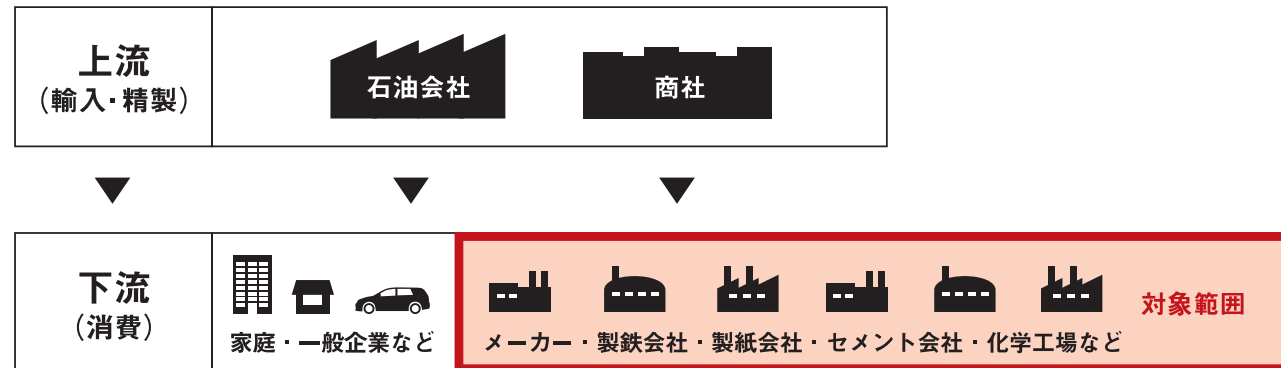 上流
（輸入・精製）
石油会社
商社
下流
（消費）
家庭・一般企業など
メーカー・製鉄会社・製紙会社・セメント会社・化学工場など
対象範囲